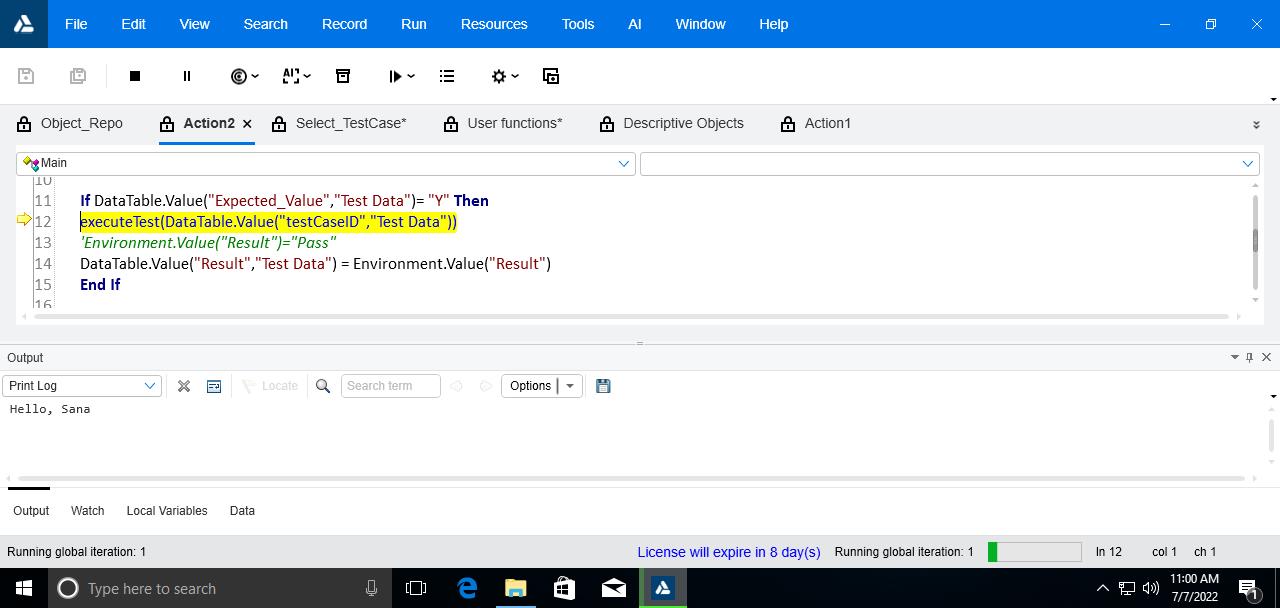 File Edit View Search Record Run Resources Tools AI Window Help
Object_Repo Action2 Select_TestCase* User functions* Descriptive Objects Action1
Main
10
11 If DataTable.Value("Expected_Value","Test Data")= "Y" Then
12 executeTest(DataTable.Value("testCaseID","Test Data"))
13 'Environment.Value("Result")="Pass"
14 DataTable.Value("Result","Test Data") = Environment.Value("Result")
15 End If
16
Output
Print Log Locate Search term Options
Hello, Sana
Output Watch Local Variables Data
Running global iteration: 1 License will expire in 8 day(s) Running global iteration: 1 ln 12 col 1 ch 1
Type here to search 11:00 AM
7/7/2022 1